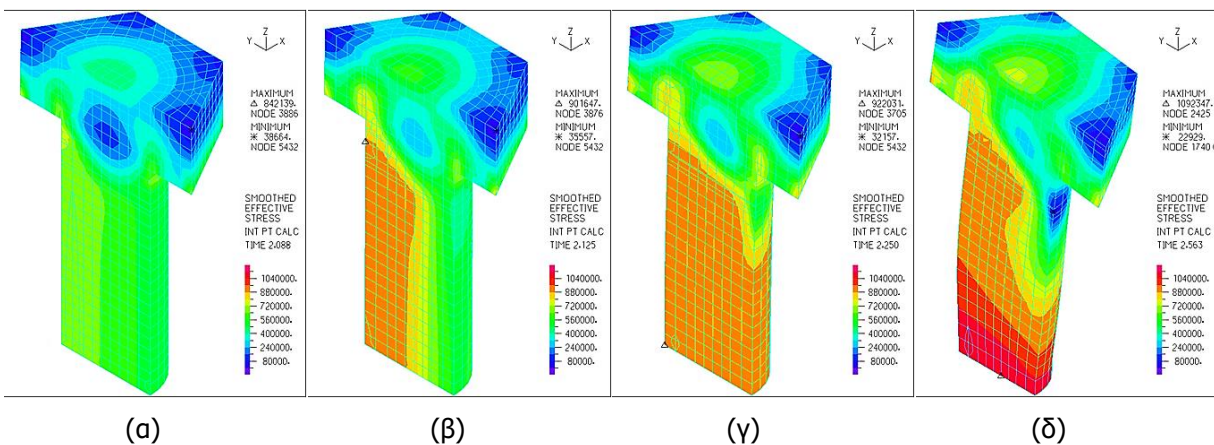 Z
Y X
MAXIMUM
Δ 842139.
NODE 3886
MINIMUM
✳ 38664.
NODE 5432
SMOOTHED
EFFECTIVE
STRESS
INT PT CALC
TIME 2.088
1040000.
880000.
720000.
560000.
400000.
240000.
80000.
(α)
Z
Y X
MAXIMUM
Δ 901647.
NODE 3876
MINIMUM
✳ 35557.
NODE 5432
SMOOTHED
EFFECTIVE
STRESS
INT PT CALC
TIME 2.125
1040000.
880000.
720000.
560000.
400000.
240000.
80000.
(β)
Z
Y X
MAXIMUM
Δ 922031.
NODE 3705
MINIMUM
✳ 32157.
NODE 5432
SMOOTHED
EFFECTIVE
STRESS
INT PT CALC
TIME 2.250
1040000.
880000.
720000.
560000.
400000.
240000.
80000.
(γ)
Z
Y X
MAXIMUM
Δ 1092347.
NODE 2425
MINIMUM
✳ 22929.
NODE 1740
SMOOTHED
EFFECTIVE
STRESS
INT PT CALC
TIME 2.563
1040000.
880000.
720000.
560000.
400000.
240000.
80000.
(δ)